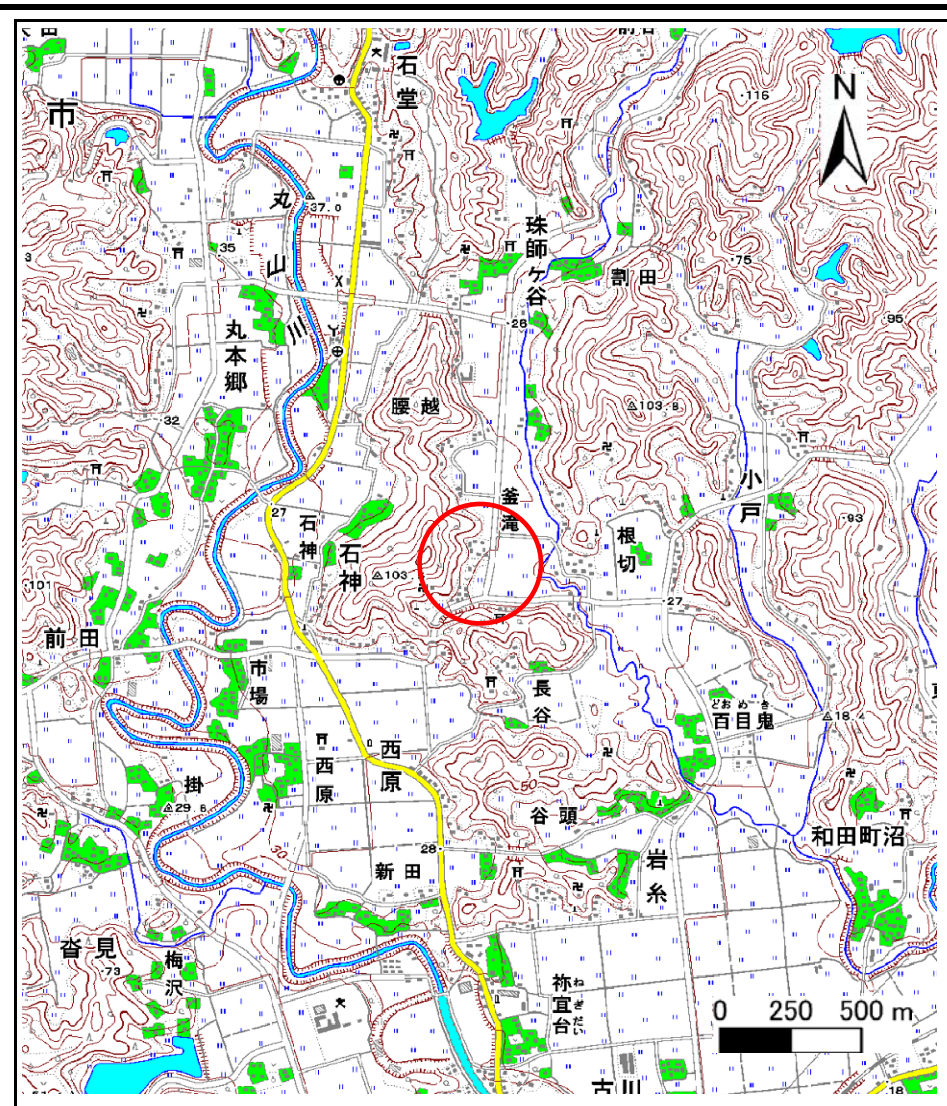 市
石堂
116
N
丸山川
37.0
珠師ヶ谷
35
割田
75
26
95
丸本郷
腰越
103.8
32
小戸
釜滝
27
石神
石神
根切
93
103
101
27
前田
市場
長谷
どおめき
百目鬼
18.4
西原
西原
掛
50
29.8
谷頭
和田町沼
30
28
新田
岩糸
沓見
73
梅沢
祢宜台
ねぎだい
0 250 500 m
古川
18